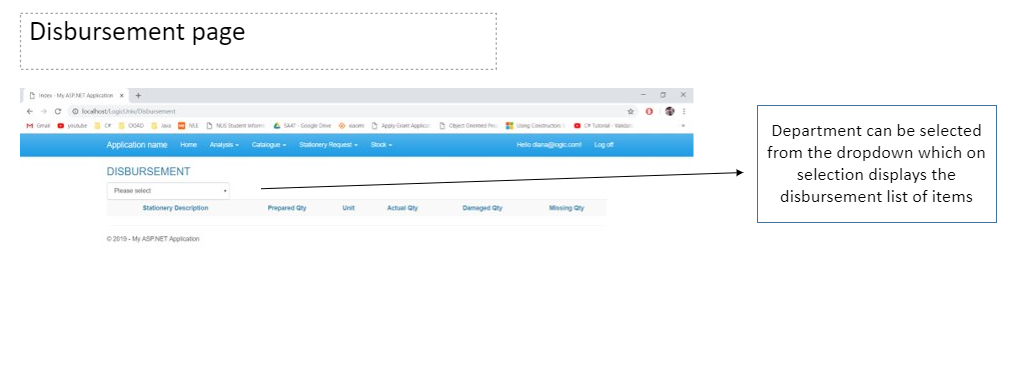 Disbursement page
Index - My ASP.NET Application
localhost/LogicUniv/Disbursement
Gmail youtube C# OOAD Java NLE NUS Student Inform SA47 - Google Drive Apply Grant Applica Object Oriented Pro Using Constructors C# Tutorial
Application name Home Analysis Catalogue Stationery Request Stock Hello diana@logic.com! Log off
DISBURSEMENT
Please select
Stationery Description Prepared Qty Unit Actual Qty Damaged Qty Missing Qty
© 2019 - My ASP.NET Application
Department can be selected
from the dropdown which on
selection displays the
disbursement list of items